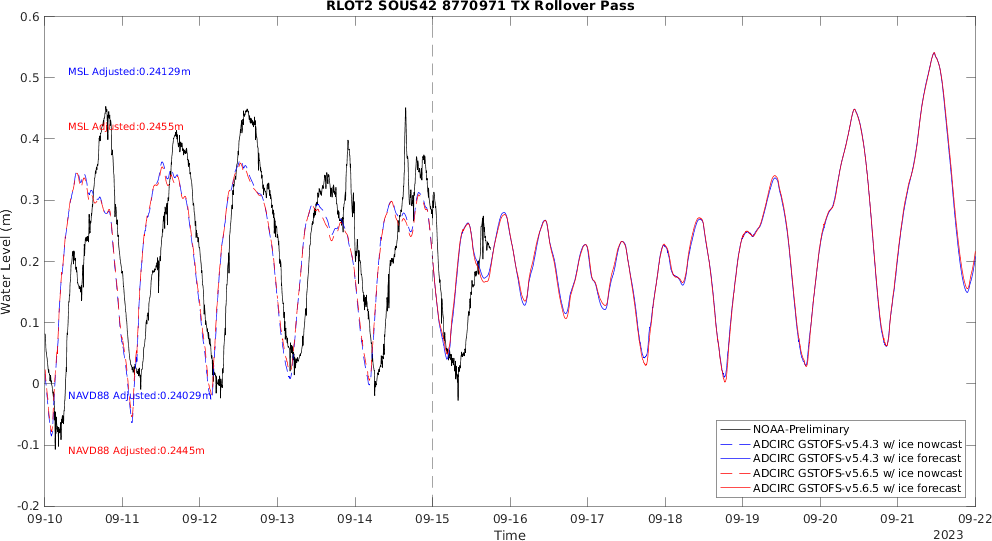 RLOT2 SOUS42 8770971 TX Rollover Pass
0.6
0.5
0.4
0.3
0.2
0.1
0
-0.1
-0.2
Water Level (m)
MSL Adjusted:0.24129m
MSL Adjusted:0.2455m
NAVD88 Adjusted:0.24029m
NAVD88 Adjusted:0.2445m
NOAA-Preliminary
ADCIRC GSTOFS-v5.4.3 w/ ice nowcast
ADCIRC GSTOFS-v5.4.3 w/ ice forecast
ADCIRC GSTOFS-v5.6.5 w/ ice nowcast
ADCIRC GSTOFS-v5.6.5 w/ ice forecast
09-10 09-11 09-12 09-13 09-14 09-15 09-16 09-17 09-18 09-19 09-20 09-21 09-22
Time
2023